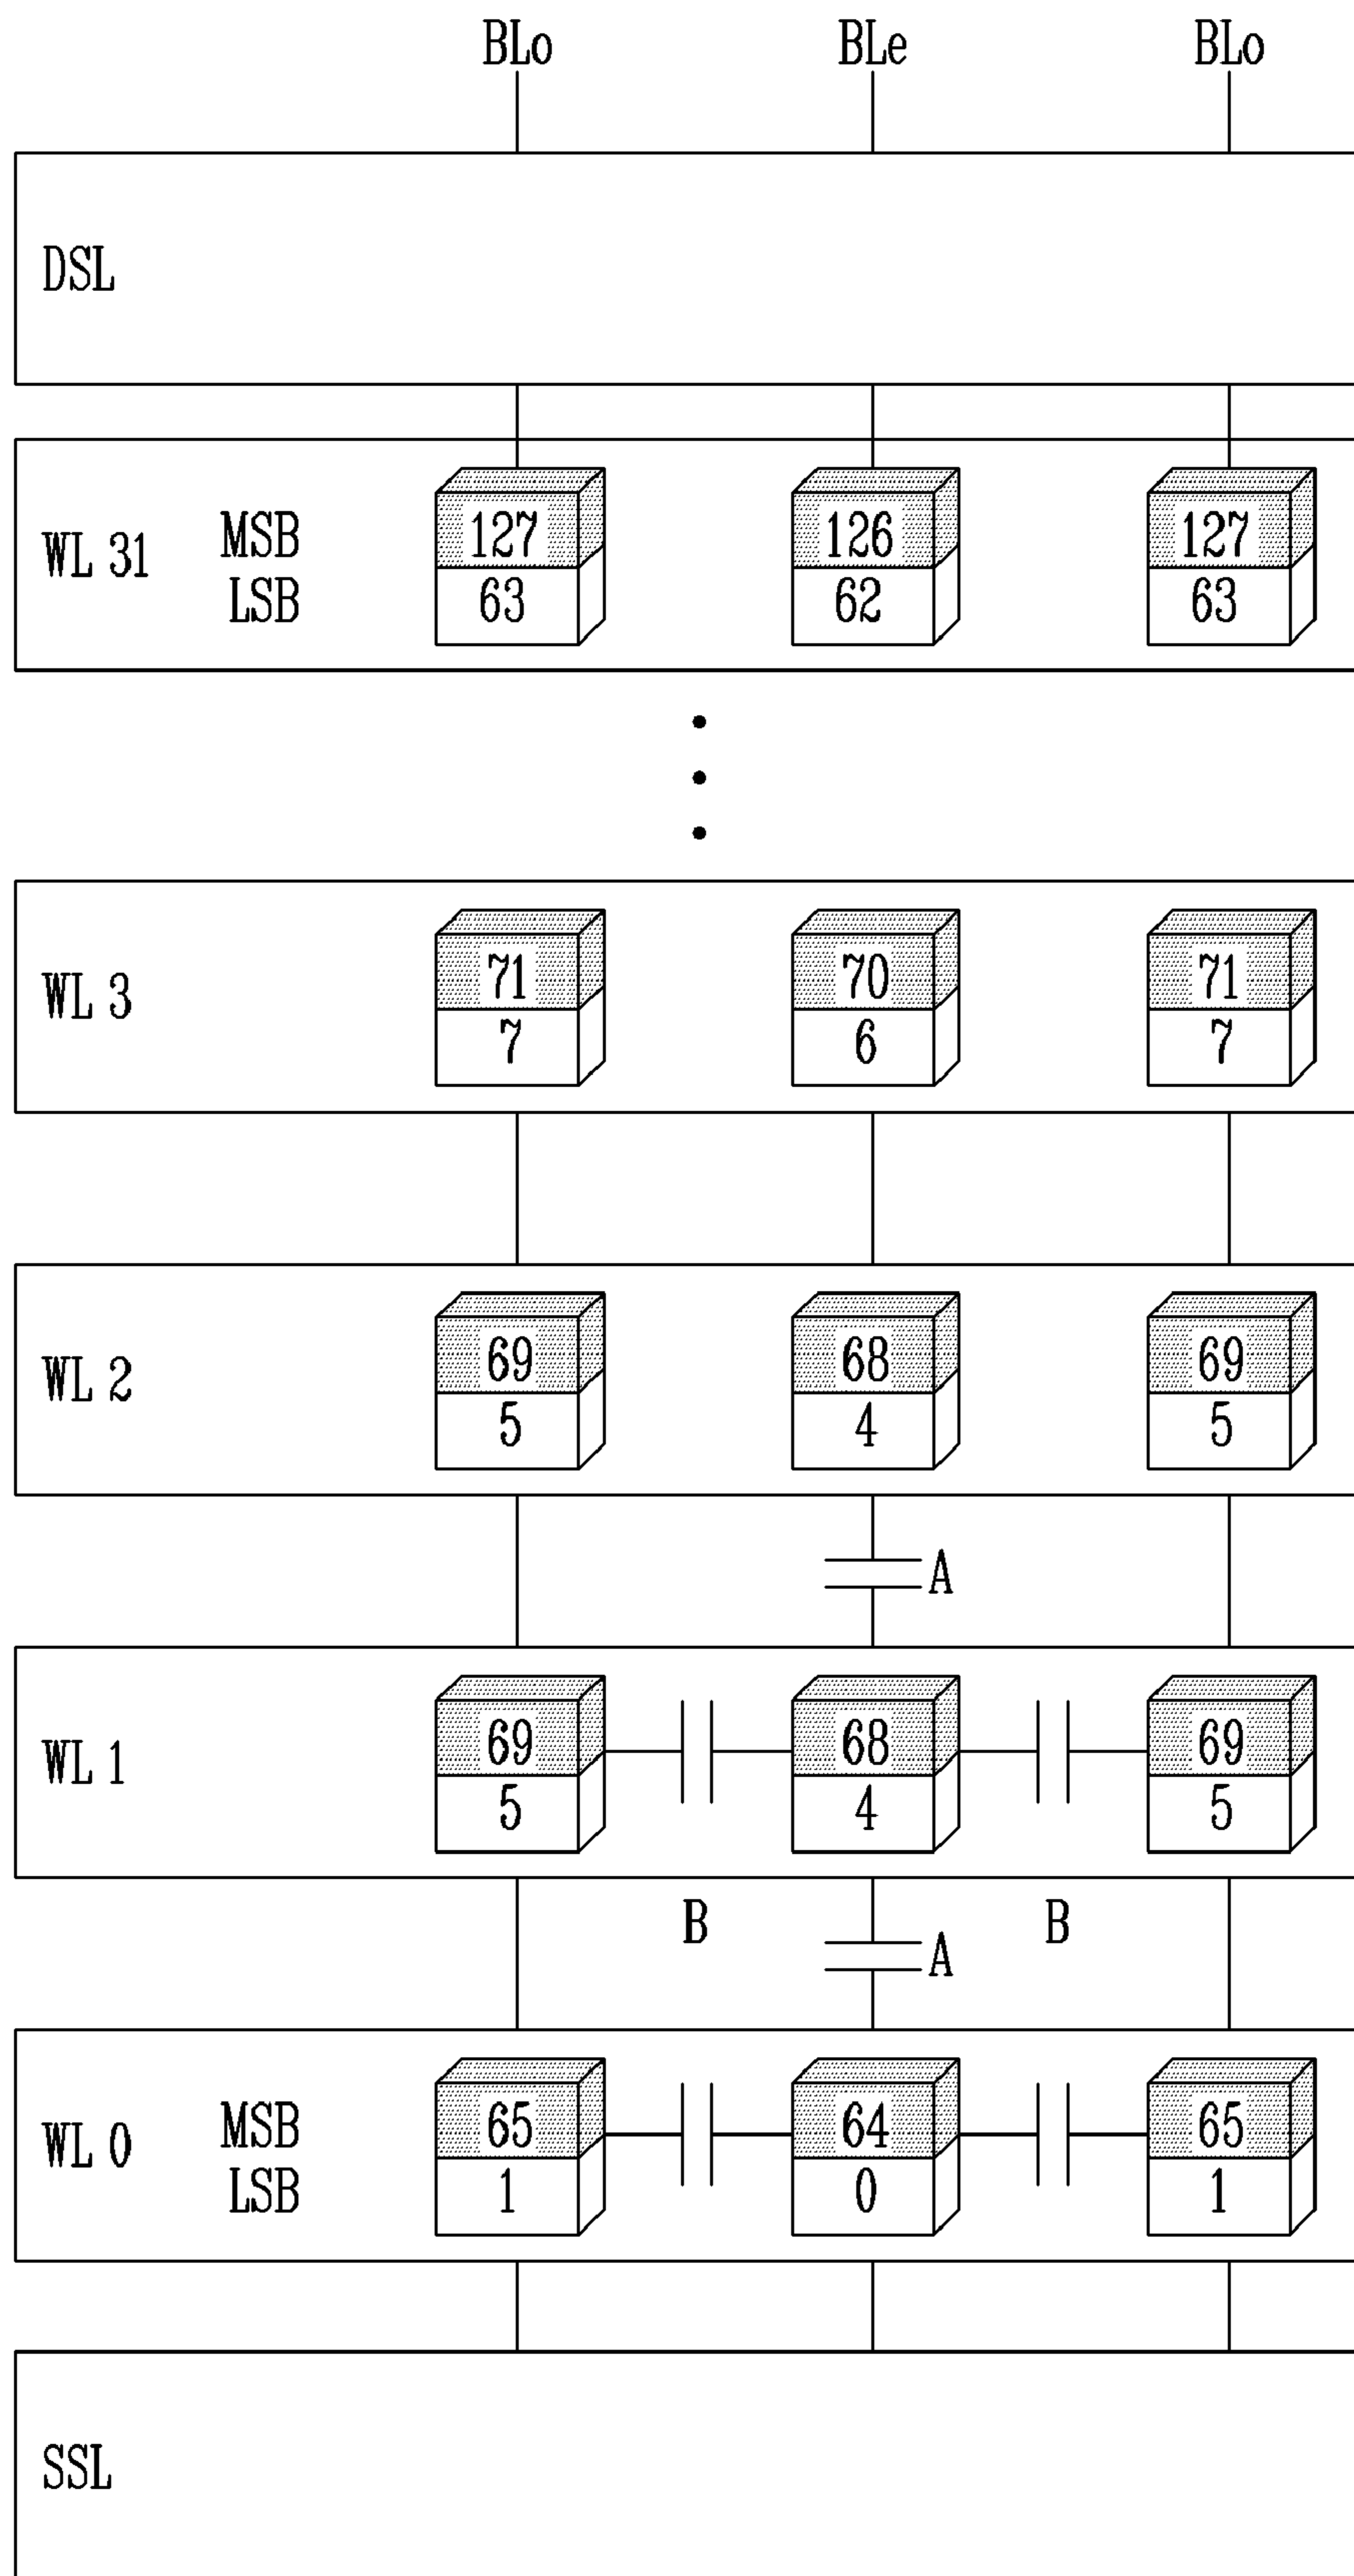 BLo BLe BLo
DSL
WL 31 MSB 127 126 127
LSB 63 62 63
WL 3 71 70 71
7 6 7
WL 2 69 68 69
5 4 5
A
WL 1 69 68 69
5 4 5
B A B
WL 0 MSB 65 64 65
LSB 1 0 1
SSL